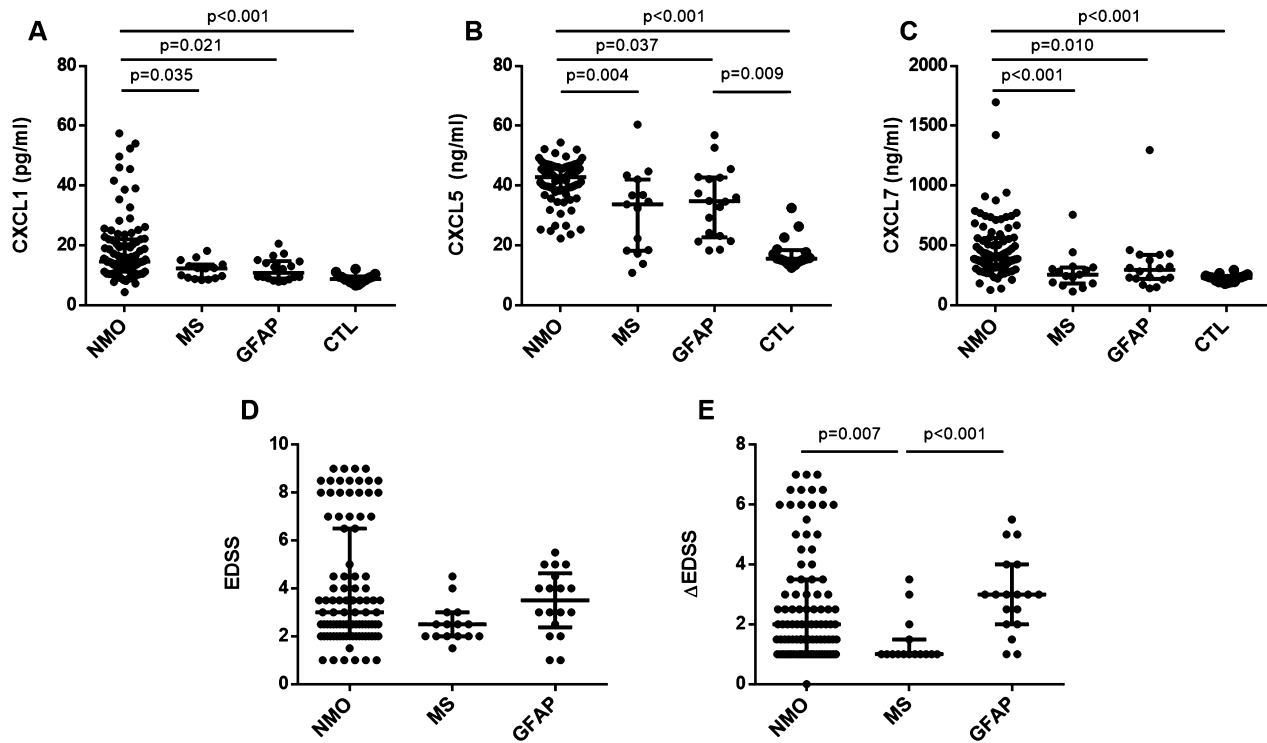 A
p<0.001
p=0.021
p=0.035
CXCL1 (pg/ml)
80
60
40
20
0
NMO
MS
GFAP
CTL
B
p<0.001
p=0.037
p=0.004
p=0.009
CXCL5 (ng/ml)
80
60
40
20
0
NMO
MS
GFAP
CTL
C
p<0.001
p=0.010
p<0.001
CXCL7 (ng/ml)
2000
1500
1000
500
0
NMO
MS
GFAP
CTL
D
EDSS
10
8
6
4
2
0
NMO
MS
GFAP
E
p=0.007
p<0.001
ΔEDSS
8
6
4
2
0
NMO
MS
GFAP